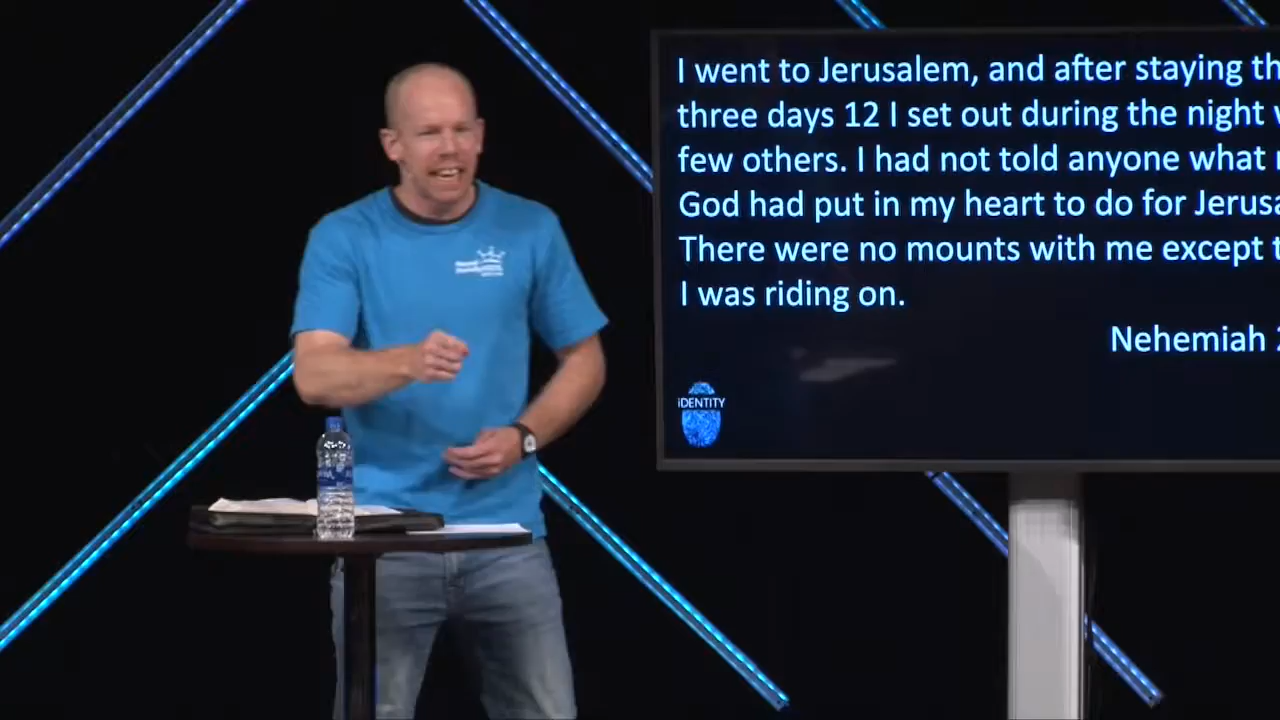 I went to Jerusalem, and after staying th
three days 12 I set out during the night
few others. I had not told anyone what
God had put in my heart to do for Jerusa
There were no mounts with me except t
I was riding on.
Nehemiah
iDENTITY